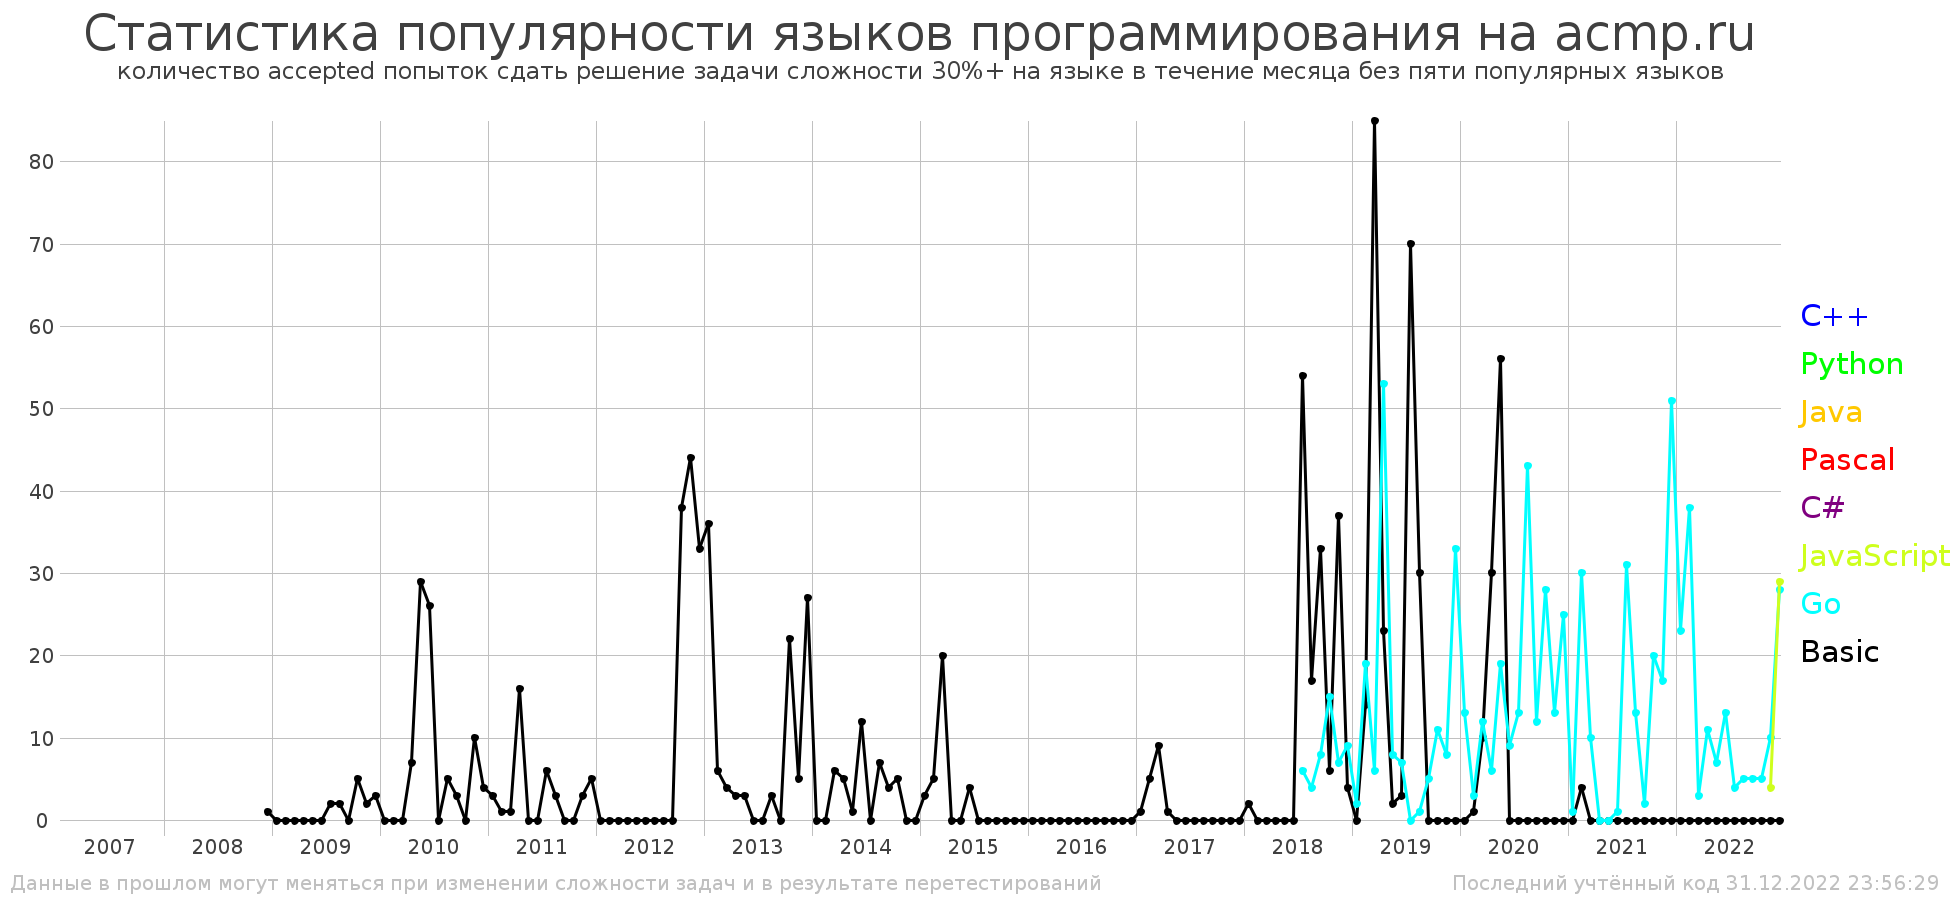 Статистика популярности языков программирования на acmp.ru
количество accepted попыток сдать решение задачи сложности 30%+ на языке в течение месяца без пяти популярных языков
80
70
60
50
40
30
20
10
0
C++
Python
Java
Pascal
C#
JavaScript
Go
Basic
2007 2008 2009 2010 2011 2012 2013 2014 2015 2016 2017 2018 2019 2020 2021 2022
Данные в прошлом могут меняться при изменении сложности задач и в результате перетестирований
Последний учтённый код 31.12.2022 23:56:29